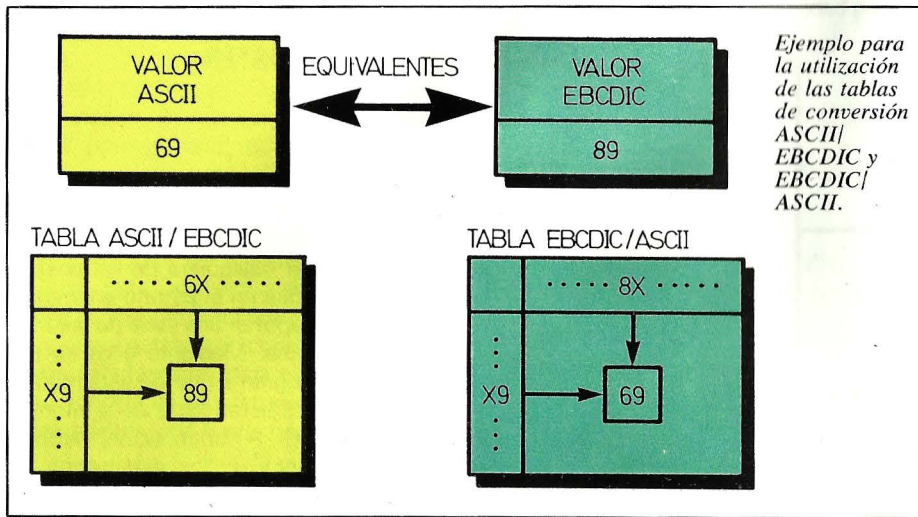 VALOR
ASCII
69
EQUIVALENTES
VALOR
EBCDIC
89
Ejemplo para
la utilización
de las tablas
de conversión
ASCII/
EBCDIC y
EBCDIC/
ASCII.
TABLA ASCII / EBCDIC
······ 6X ······
X9
89
TABLA EBCDIC/ASCII
······ 8X ······
X9
69